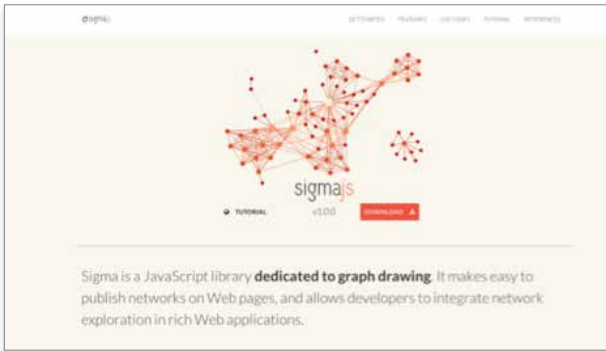 sigmajs
GET STARTED FEATURES USE CASES TUTORIAL REFERENCES
sigmajs
TUTORIAL v1.0.0 DOWNLOAD
Sigma is a JavaScript library dedicated to graph drawing. It makes easy to
publish networks on Web pages, and allows developers to integrate network
exploration in rich Web applications.